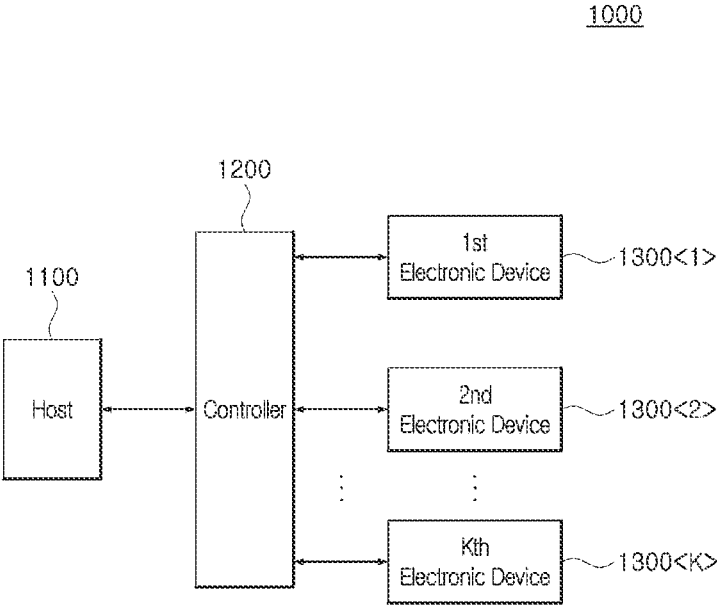 1000
1200
1st
Electronic Device
1300<1>
1100
Host
Controller
2nd
Electronic Device
1300<2>
Kth
Electronic Device
1300<K>